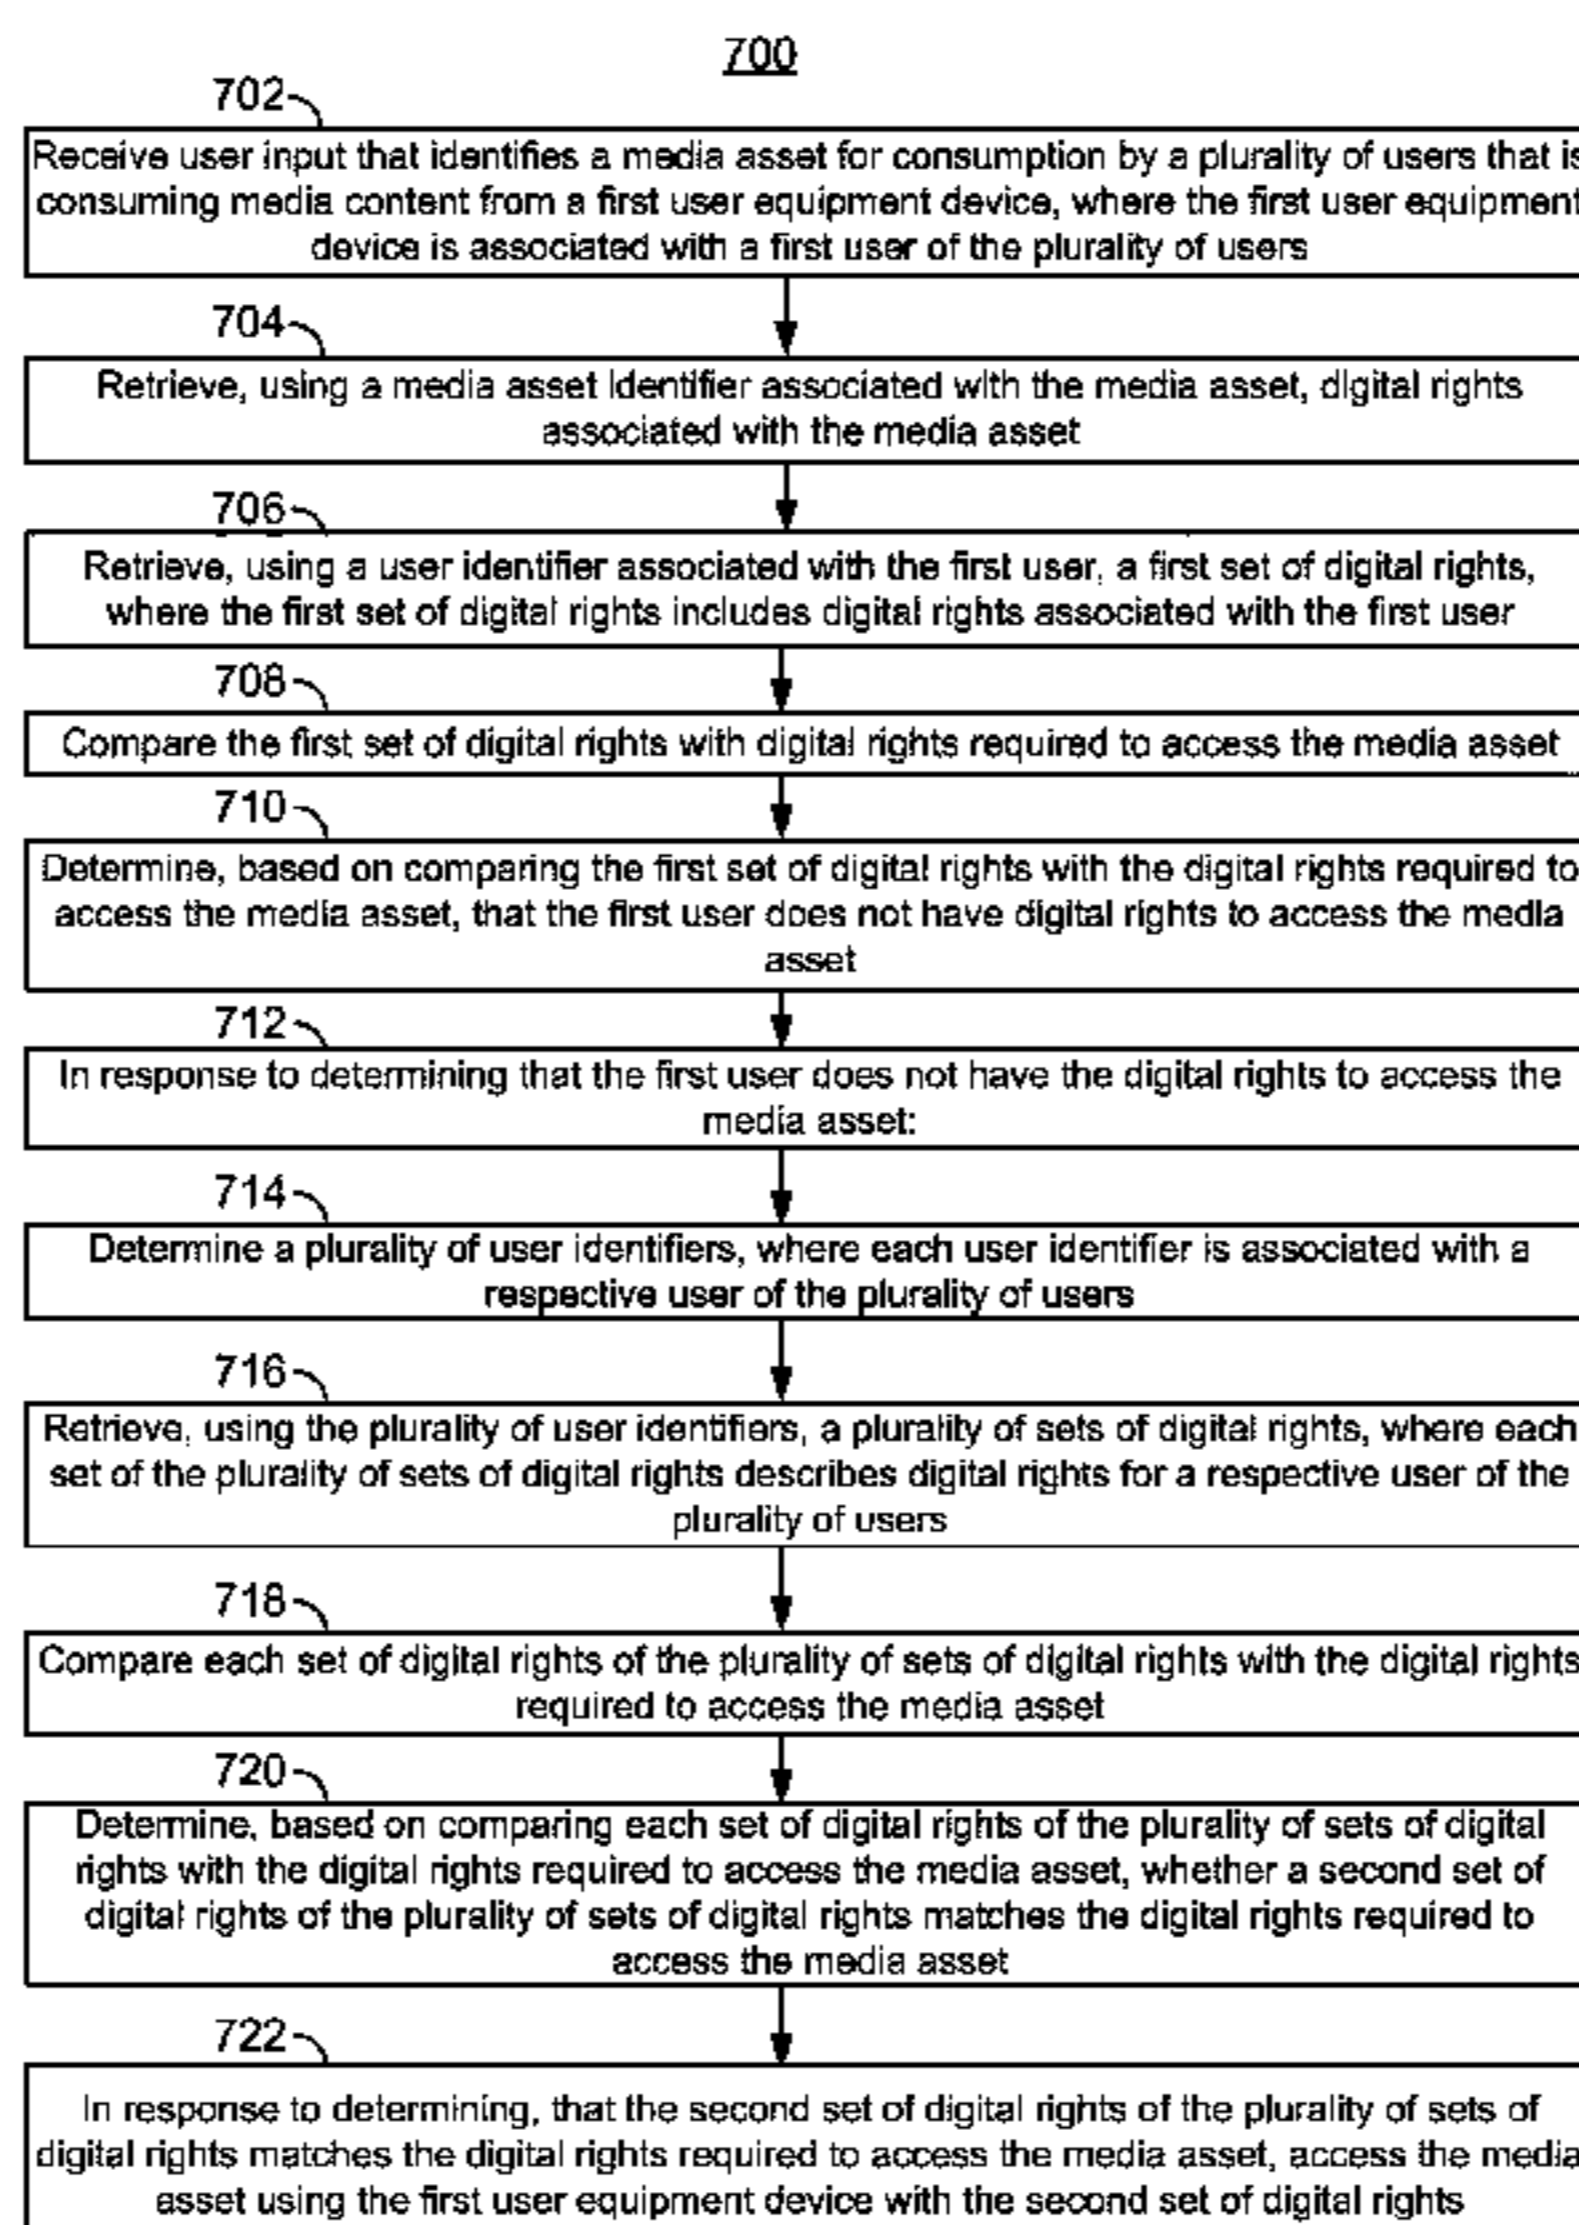 700
702
Receive user input that identifies a media asset for consumption by a plurality of users that is
consuming media content from a first user equipment device, where the first user equipment
device is associated with a first user of the plurality of users
704
Retrieve, using a media asset identifier associated with the media asset, digital rights
associated with the media asset
706
Retrieve, using a user identifier associated with the first user, a first set of digital rights,
where the first set of digital rights includes digital rights associated with the first user
708
Compare the first set of digital rights with digital rights required to access the media asset
710
Determine, based on comparing the first set of digital rights with the digital rights required to
access the media asset, that the first user does not have digital rights to access the media
asset
712
In response to determining that the first user does not have the digital rights to access the
media asset:
714
Determine a plurality of user identifiers, where each user identifier is associated with a
respective user of the plurality of users
716
Retrieve, using the plurality of user identifiers, a plurality of sets of digital rights, where each
set of the plurality of sets of digital rights describes digital rights for a respective user of the
plurality of users
718
Compare each set of digital rights of the plurality of sets of digital rights with the digital rights
required to access the media asset
720
Determine, based on comparing each set of digital rights of the plurality of sets of digital
rights with the digital rights required to access the media asset, whether a second set of
digital rights of the plurality of sets of digital rights matches the digital rights required to
access the media asset
722
In response to determining, that the second set of digital rights of the plurality of sets of
digital rights matches the digital rights required to access the media asset, access the media
asset using the first user equipment device with the second set of digital rights